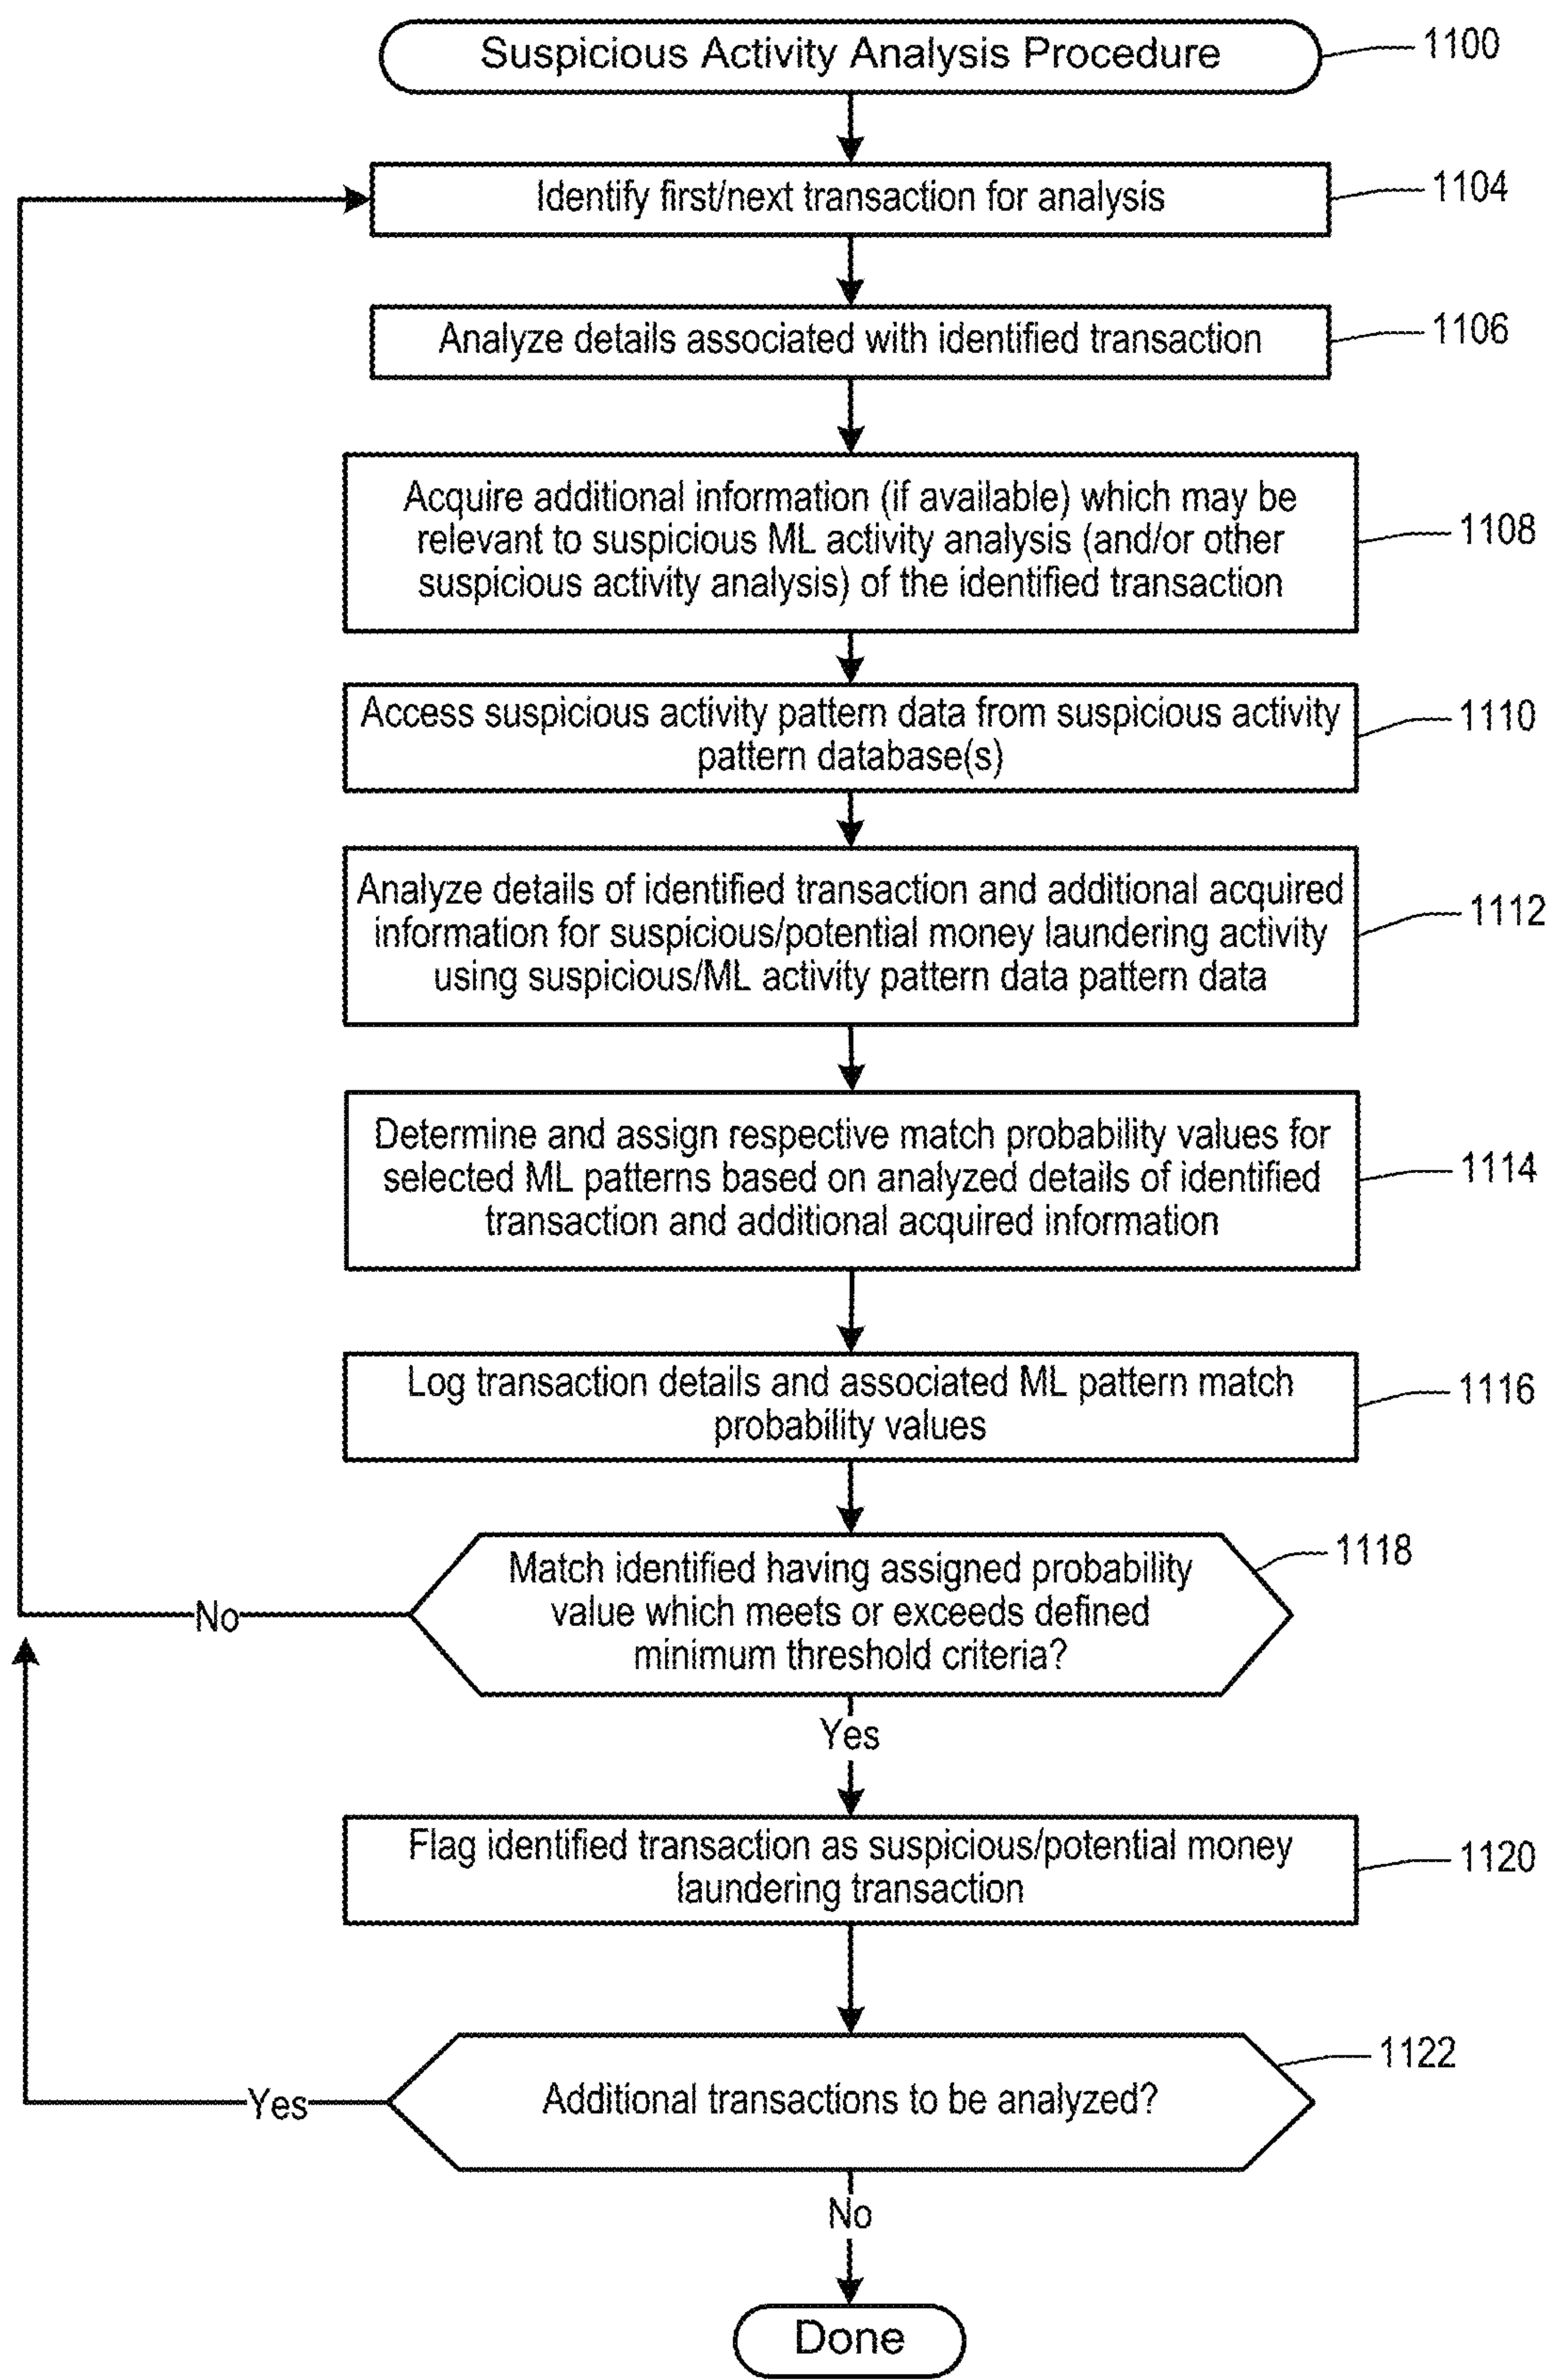 Suspicious Activity Analysis Procedure
1100
Identify first/next transaction for analysis
1104
Analyze details associated with identified transaction
1106
Acquire additional information (if available) which may be
relevant to suspicious ML activity analysis (and/or other
suspicious activity analysis) of the identified transaction
1108
Access suspicious activity pattern data from suspicious activity
pattern database(s)
1110
Analyze details of identified transaction and additional acquired
information for suspicious/potential money laundering activity
using suspicious/ML activity pattern data pattern data
1112
Determine and assign respective match probability values for
selected ML patterns based on analyzed details of identified
transaction and additional acquired information
1114
Log transaction details and associated ML pattern match
probability values
1116
Match identified having assigned probability
value which meets or exceeds defined
minimum threshold criteria?
1118
No
Yes
Flag identified transaction as suspicious/potential money
laundering transaction
1120
Additional transactions to be analyzed?
1122
Yes
No
Done